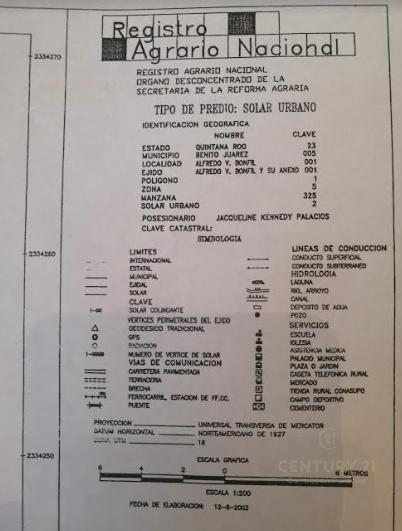 Registro
Agrario Nacional
2334270
REGISTRO AGRARIO NACIONAL
ORGANO DESCONCENTRADO DE LA
SECRETARIA DE LA REFORMA AGRARIA
TIPO DE PREDIO: SOLAR URBANO
IDENTIFICACION GEOGRAFICA
NOMBRE CLAVE
ESTADO QUINTANA ROO 23
MUNICIPIO BENITO JUAREZ 005
LOCALIDAD ALFREDO V. BONFIL 001
EJIDO ALFREDO V. BONFIL Y SU ANEXO 001
POLIGONO 1
ZONA 5
MANZANA 325
SOLAR URBANO 2
POSESIONARIO JACQUELINE KENNEDY PALACIOS
CLAVE CATASTRAL:
SIMBOLOGIA
2334260
LIMITES
INTERNACIONAL
ESTATAL
MUNICIPAL
EJIDAL
SOLAR
CLAVE
1-99 SOLAR COLINDANTE
VERTICES PERIMETRALES DEL EJIDO
GEODESICO TRADICIONAL
GPS
RADIACION
1-9999 NUMERO DE VERTICE DE SOLAR
VIAS DE COMUNICACION
CARRETERA PAVIMENTADA
TERRACERIA
BRECHA
FERROCARRIL, ESTACION DE FF.CC.
PUENTE
LINEAS DE CONDUCCION
CONDUCTO SUPERFICIAL
CONDUCTO SUBTERRANEO
HIDROLOGIA
LAGUNA
RIO, ARROYO
CANAL
DEPOSITO DE AGUA
POZO
SERVICIOS
ESCUELA
IGLESIA
ASISTENCIA MEDICA
PALACIO MUNICIPAL
PLAZA O JARDIN
CASETA TELEFONICA RURAL
MERCADO
TIENDA RURAL CONASUPO
CAMPO DEPORTIVO
CEMENTERIO
PROYECCION UNIVERSAL TRANSVERSA DE MERCATOR
DATUM HORIZONTAL NORTEAMERICANO DE 1927
ZONA UTM 16
2334250
ESCALA GRAFICA
CENTURY 21
6 4 2 0 6 METROS
ESCALA 1:200
FECHA DE ELABORACION: 12-6-2003